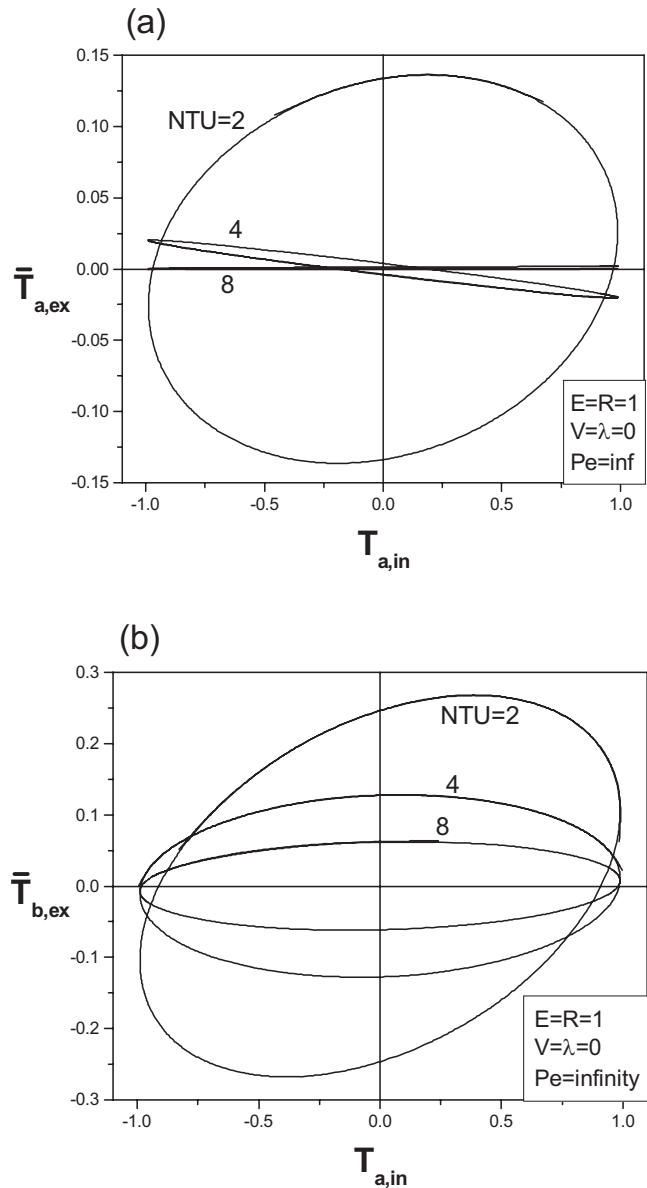 (a)
0.15
0.10
0.05
0.00
-0.05
-0.10
-0.15
NTU=2
4
8
T̄a,ex
E=R=1
V=λ=0
Pe=inf
-1.0 -0.5 0.0 0.5 1.0
Ta,in
(b)
0.3
0.2
0.1
0.0
-0.1
-0.2
-0.3
NTU=2
4
8
T̿b,ex
E=R=1
V=λ=0
Pe=infinity
-1.0 -0.5 0.0 0.5 1.0
Ta,in